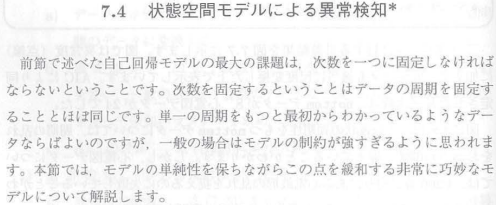 7.4 状態空間モデルによる異常検知*
前節で述べた自己回帰モデルの最大の課題は，次数を一つに固定しなければ
ならないということです。次数を固定するということはデータの周期を固定す
ることとほぼ同じです。単一の周期をもつと最初からわかっているようなデー
タならばよいのですが，一般の場合はモデルの制約が強すぎるように思われま
す。本節では，モデルの単純性を保ちながらこの点を緩和する非常に巧妙なモ
デルについて解説します。